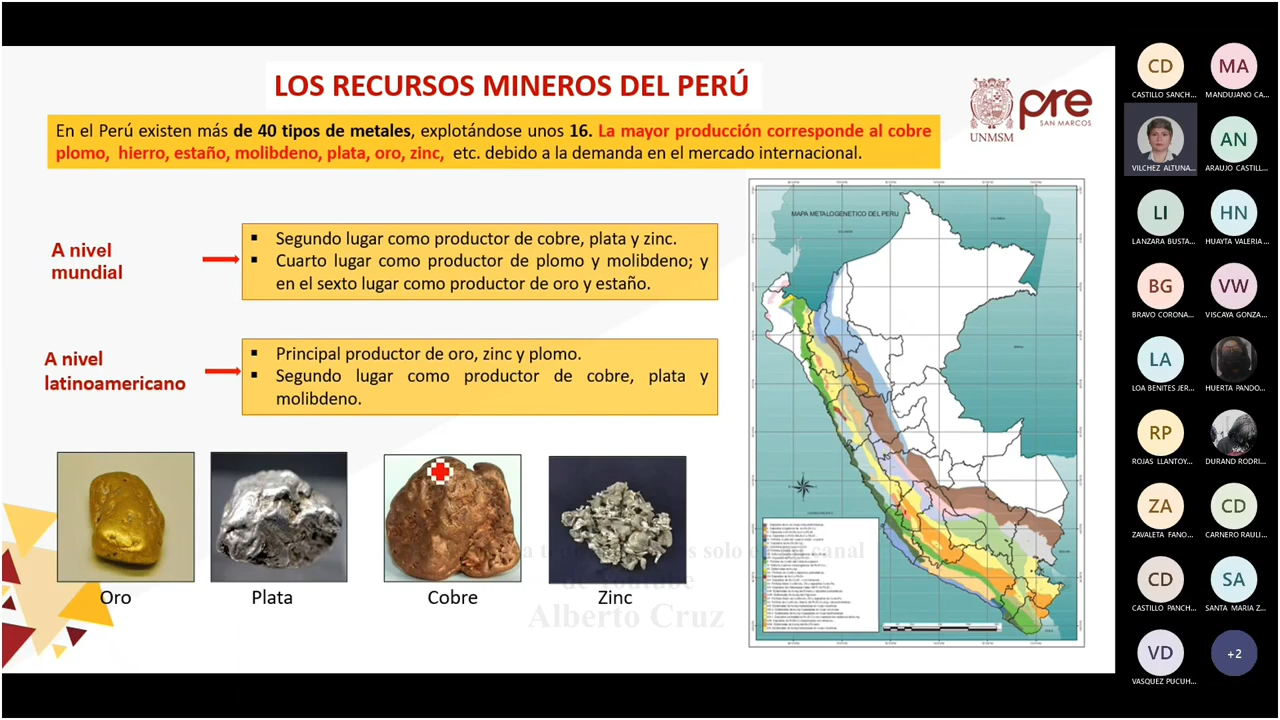 LOS RECURSOS MINEROS DEL PERÚ
UNMSM
pre
SAN MARCOS
En el Perú existen más de 40 tipos de metales, explotándose unos 16. La mayor producción corresponde al cobre
plomo, hierro, estaño, molibdeno, plata, oro, zinc, etc. debido a la demanda en el mercado internacional.
A nivel
mundial
▪ Segundo lugar como productor de cobre, plata y zinc.
▪ Cuarto lugar como productor de plomo y molibdeno; y
en el sexto lugar como productor de oro y estaño.
A nivel
latinoamericano
▪ Principal productor de oro, zinc y plomo.
▪ Segundo lugar como productor de cobre, plata y
molibdeno.
MAPA METALOGENETICO DEL PERU
Oro
Plata
Cobre
Zinc
erto Cruz
CD
CASTILLO SANCH...
MA
MANDUJANO CA...
VILCHEZ ALTUNA...
AN
ARAUJO CASTILL...
LI
LANZARA BUSTA...
HN
HUAYTA VALERIA ...
BG
BRAVO CORONA...
VW
VISCAYA GONZA...
LA
LOA BENITES JER...
HUERTA PANDO...
RP
ROJAS LLANTOY...
DURAND RODRI...
ZA
ZAVALETA FANO...
CD
CARNERO RAULI...
CD
CASTILLO PANCH...
SA
SANTA MARIA Z...
VD
VASQUEZ PUCUH...
+2